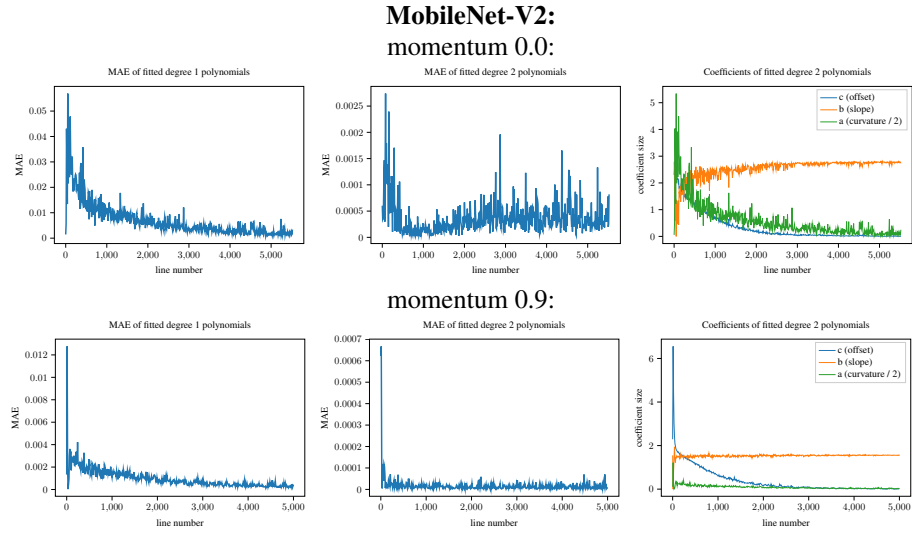 MobileNet-V2:
momentum 0.0:
MAE of fitted degree 1 polynomials
MAE
0.05
0.04
0.03
0.02
0.01
0
0
1,000
2,000
3,000
4,000
5,000
line number
MAE of fitted degree 2 polynomials
MAE
0.0025
0.002
0.0015
0.001
0.0005
0
0
1,000
2,000
3,000
4,000
5,000
line number
Coefficients of fitted degree 2 polynomials
coefficient size
5
4
3
2
1
0
c (offset)
b (slope)
a (curvature / 2)
0
1,000
2,000
3,000
4,000
5,000
line number
momentum 0.9:
MAE of fitted degree 1 polynomials
MAE
0.012
0.01
0.008
0.006
0.004
0.002
0
0
1,000
2,000
3,000
4,000
5,000
line number
MAE of fitted degree 2 polynomials
MAE
0.0007
0.0006
0.0005
0.0004
0.0003
0.0002
0.0001
0
0
1,000
2,000
3,000
4,000
5,000
line number
Coefficients of fitted degree 2 polynomials
coefficient size
6
4
2
0
c (offset)
b (slope)
a (curvature / 2)
0
1,000
2,000
3,000
4,000
5,000
line number